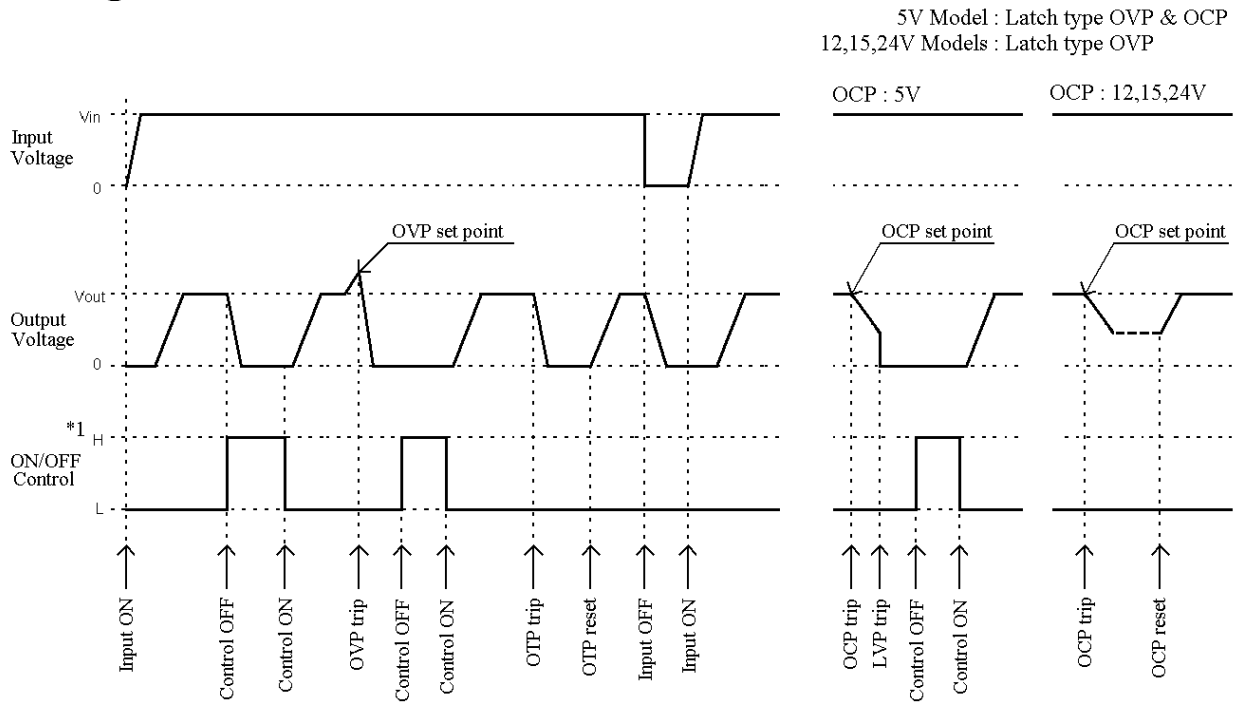 5V Model : Latch type OVP & OCP
12,15,24V Models : Latch type OVP
OCP : 5V
OCP : 12,15,24V
Vin
Input
Voltage
0
OVP set point
OCP set point
OCP set point
Vout
Output
Voltage
0
*1
H
ON/OFF
Control
L
Input ON
Control OFF
Control ON
OVP trip
Control OFF
Control ON
OTP trip
OTP reset
Input OFF
Input ON
OCP trip
LVP trip
Control OFF
Control ON
OCP trip
OCP reset